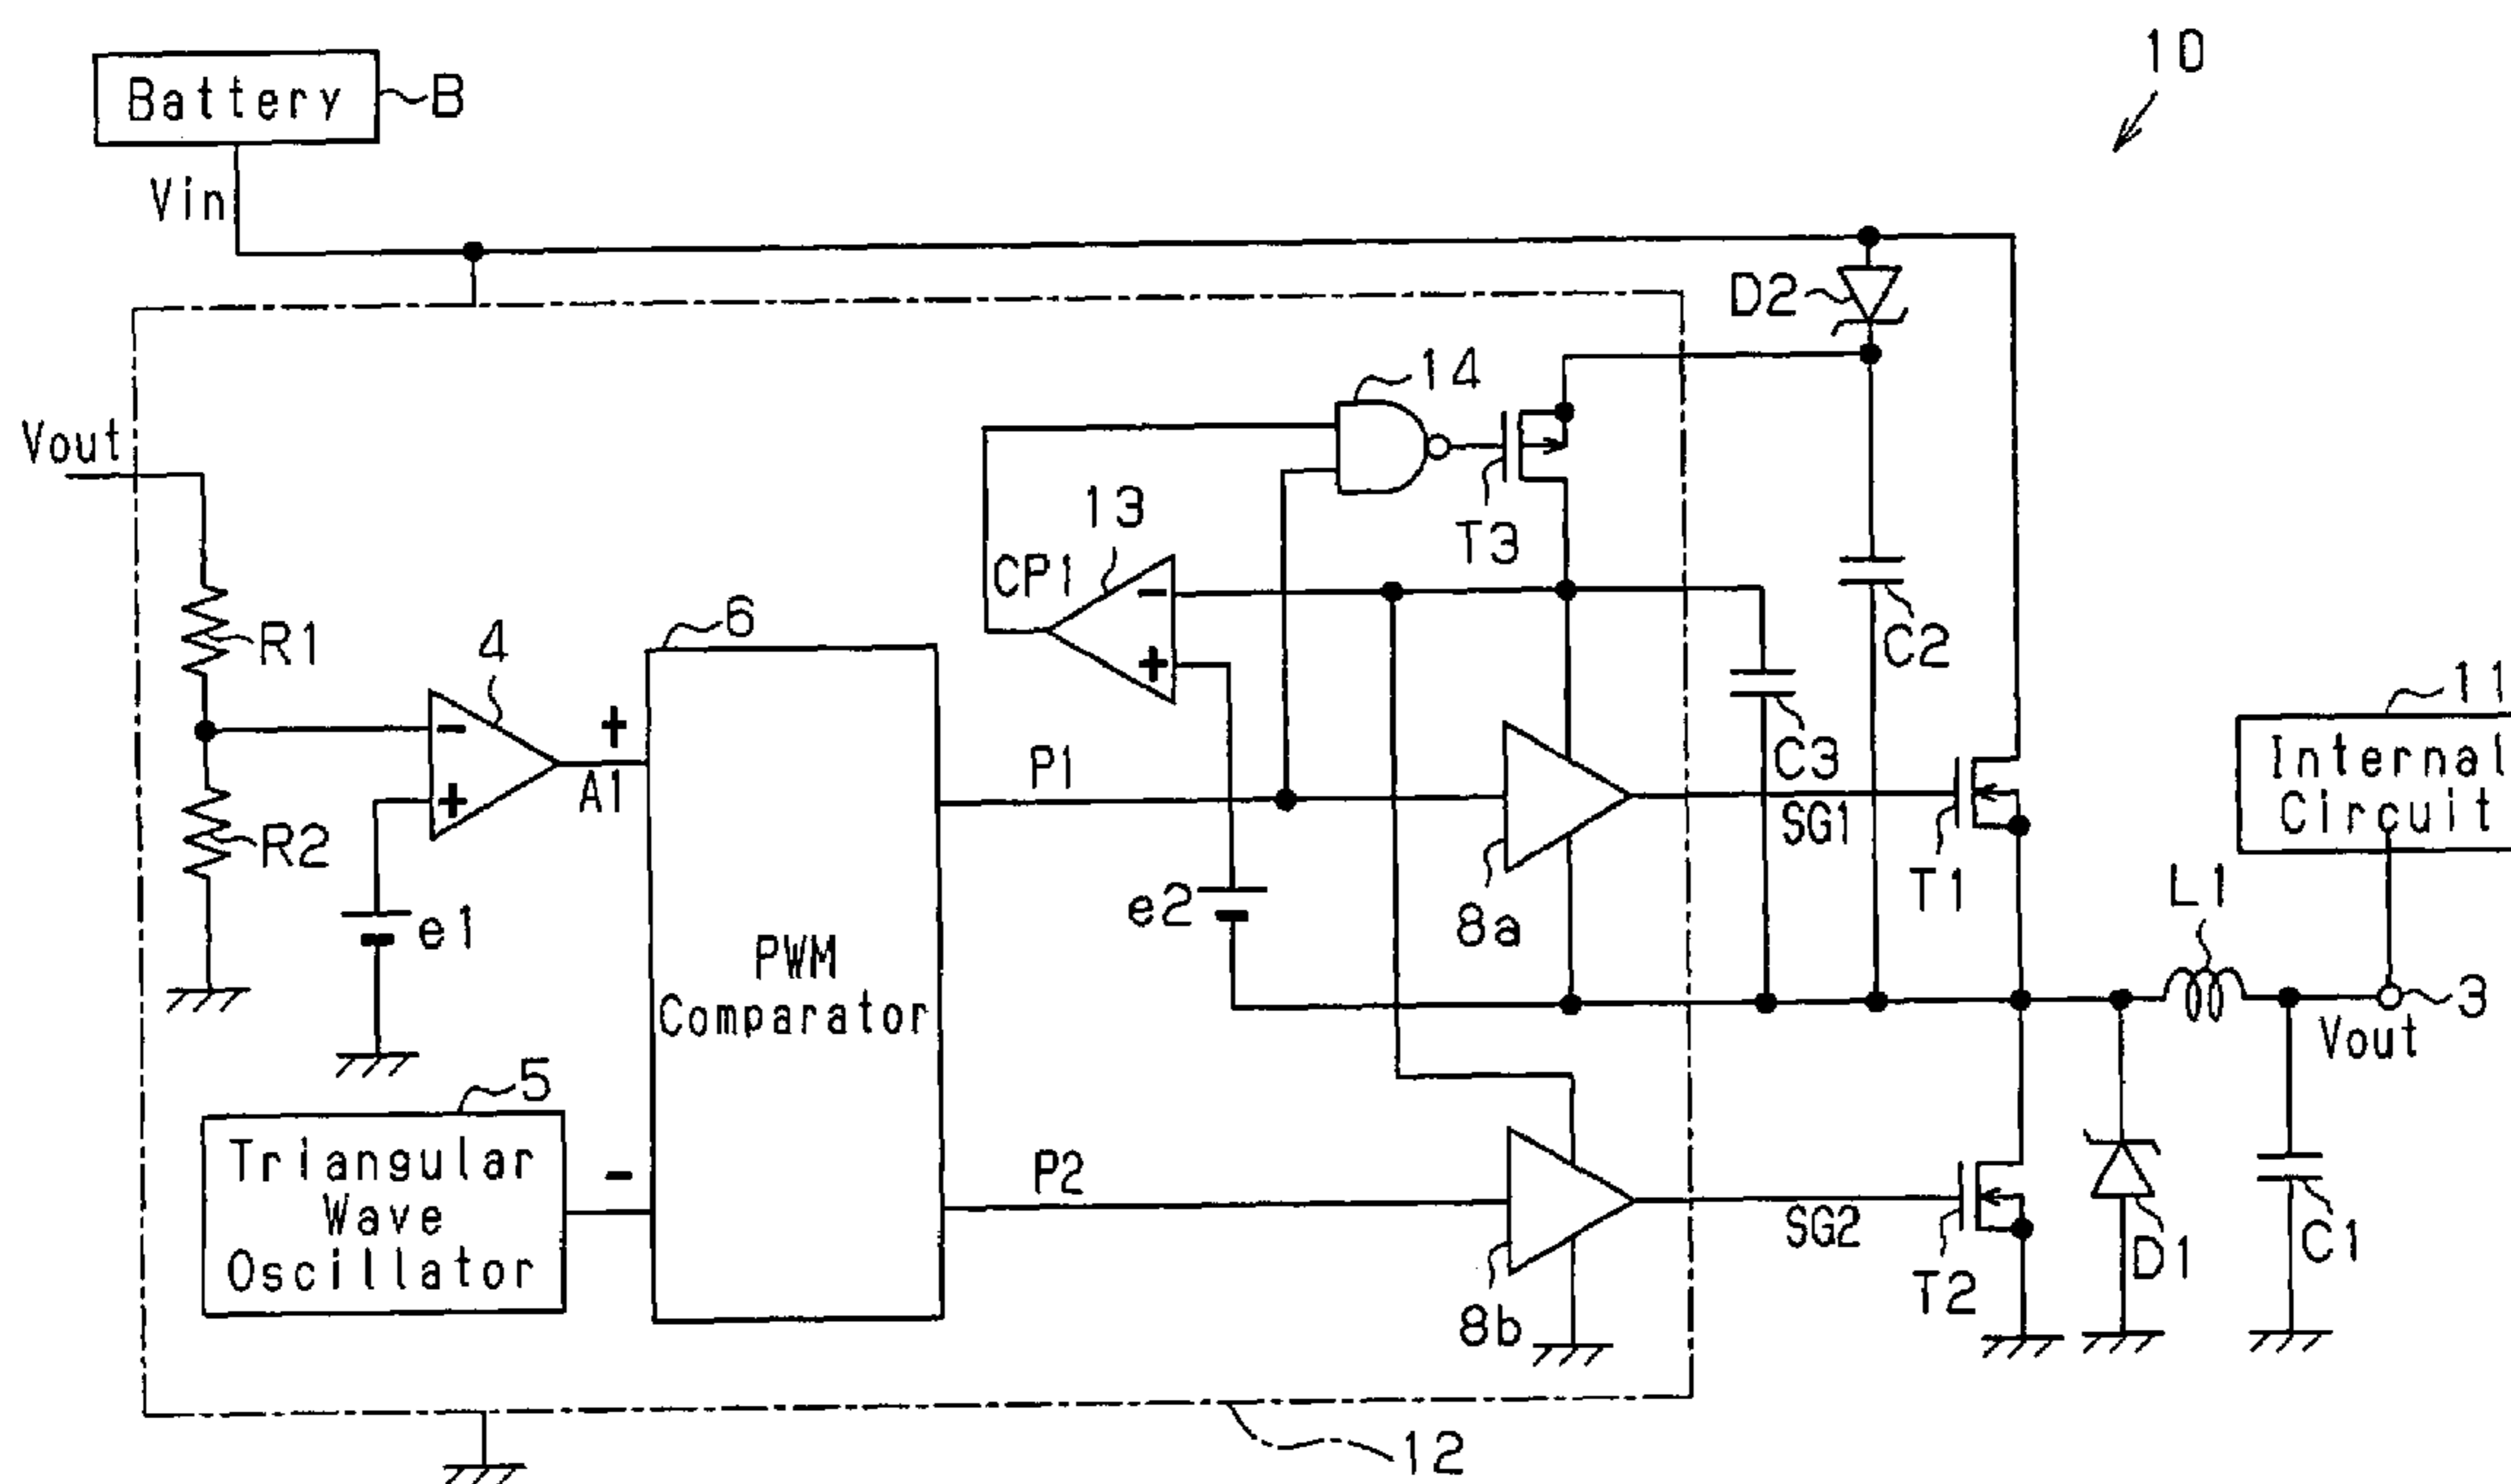 10
Battery
B
Vin
D2
14
Vout
T3
13
CP1
C2
6
R1
4
+
A1
-
+
-
+
11
Internal
Circuit
C3
P1
SG1
T1
L1
R2
e1
e2
8a
PWM
Comparator
3
Vout
5
Triangular
Wave
Oscillator
-
P2
SG2
T2
D1
C1
8b
12